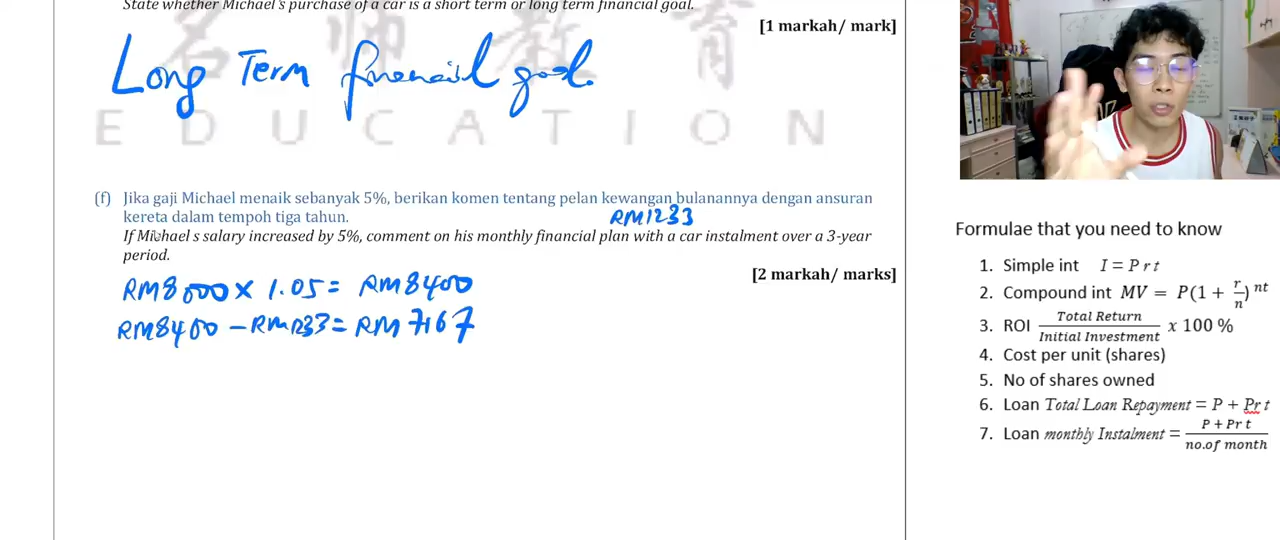 State whether Michael's purchase of a car is a short term or long term financial goal.
[1 markah/ mark]
Long Term financial goal.
名 师 教 育
EDUCATION
(f) Jika gaji Michael menaik sebanyak 5%, berikan komen tentang pelan kewangan bulanannya dengan ansuran
kereta dalam tempoh tiga tahun.
RM1233
If Michael s salary increased by 5%, comment on his monthly financial plan with a car instalment over a 3-year
period.
[2 markah/ marks]
RM8000 × 1.05 = RM8400
RM8400 - RM1233 = RM7167
Formulae that you need to know
1. Simple int I = P r t
2. Compound int MV = P(1 + r/n)^nt
3. ROI Total Return/Initial Investment x 100 %
4. Cost per unit (shares)
5. No of shares owned
6. Loan Total Loan Repayment = P + Pr t
7. Loan monthly Instalment = P + Pr t/no.of month